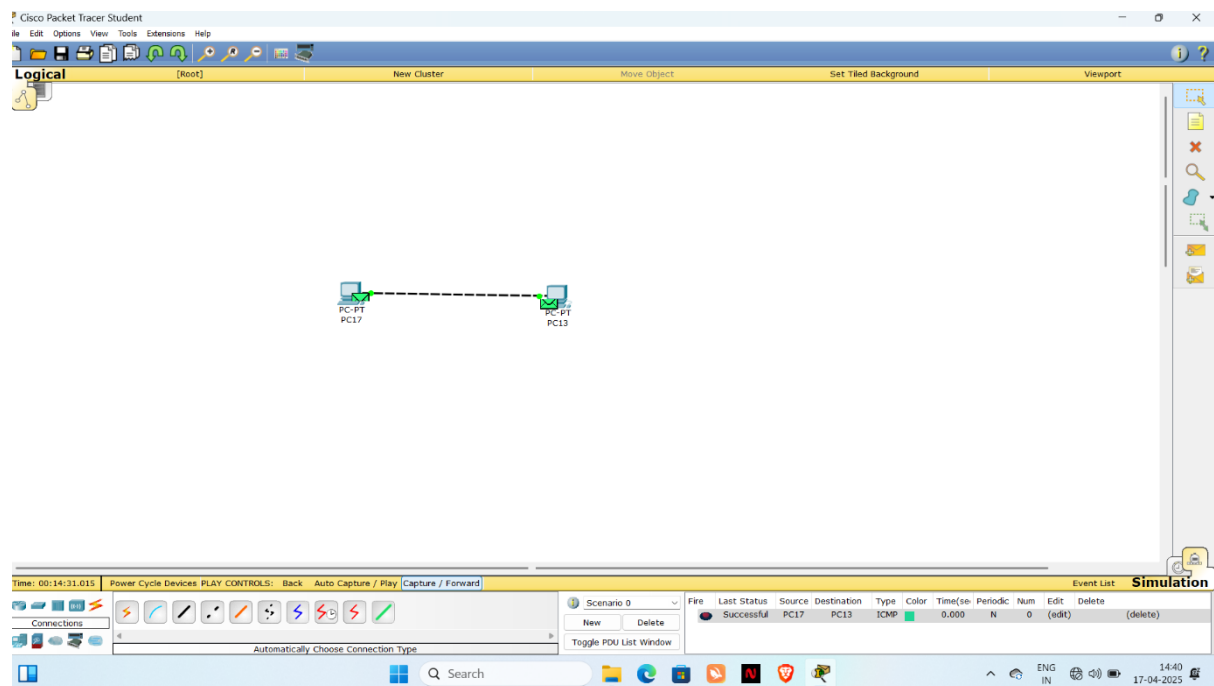 Cisco Packet Tracer Student
ile Edit Options View Tools Extensions Help
Logical [Root] New Cluster Move Object Set Tiled Background Viewport
PC-PT
PC17
PC-PT
PC13
Time: 00:14:31.015 Power Cycle Devices PLAY CONTROLS: Back Auto Capture / Play Capture / Forward Event List Simulation
Connections
Automatically Choose Connection Type
Scenario 0
New Delete
Toggle PDU List Window
Fire Last Status Source Destination Type Color Time(se Periodic Num Edit Delete
Successful PC17 PC13 ICMP 0.000 N 0 (edit) (delete)
Search
ENG
IN
14:40
17-04-2025